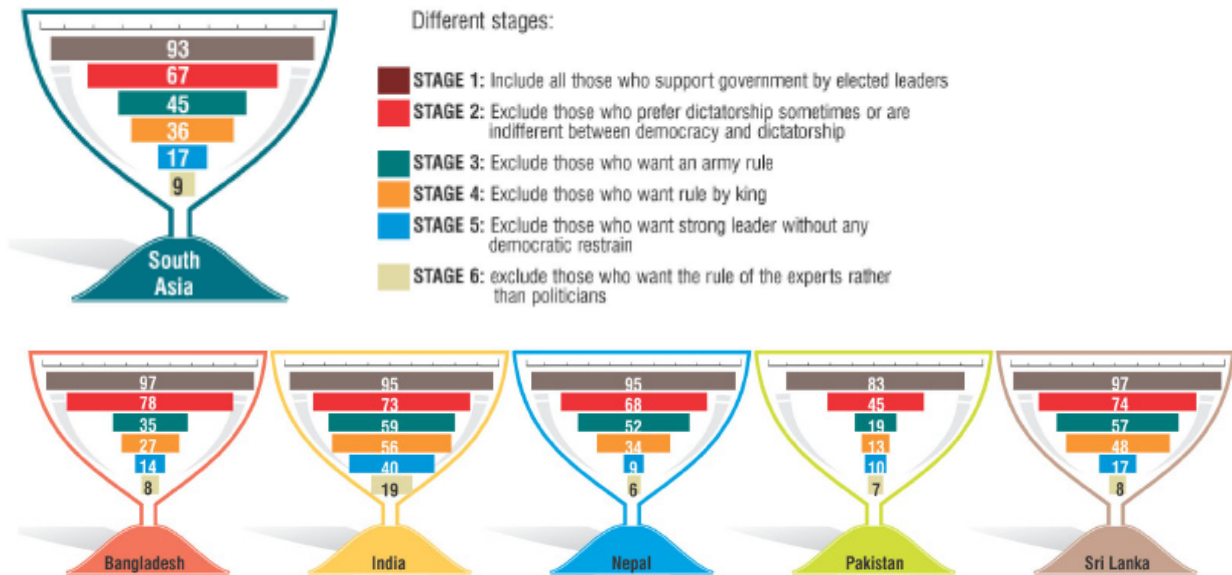 Different stages:
93
67
45
36
17
9
South
Asia
STAGE 1: Include all those who support government by elected leaders
STAGE 2: Exclude those who prefer dictatorship sometimes or are
indifferent between democracy and dictatorship
STAGE 3: Exclude those who want an army rule
STAGE 4: Exclude those who want rule by king
STAGE 5: Exclude those who want strong leader without any
democratic restrain
STAGE 6: exclude those who want the rule of the experts rather
than politicians
97
78
35
27
14
8
Bangladesh
95
73
59
56
40
19
India
95
68
52
34
9
6
Nepal
83
45
19
13
10
7
Pakistan
97
74
57
48
17
8
Sri Lanka